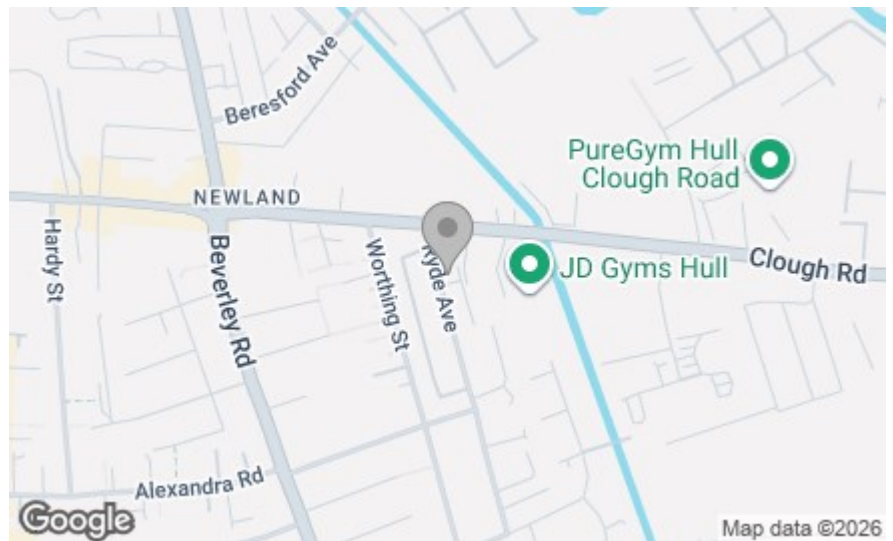 Beresford Ave
PureGym Hull
Clough Road
NEWLAND
Hardy St
Beverley Rd
Worthing St
Ryde Ave
JD Gyms Hull
Clough Rd
Alexandra Rd
Google
Map data ©2026